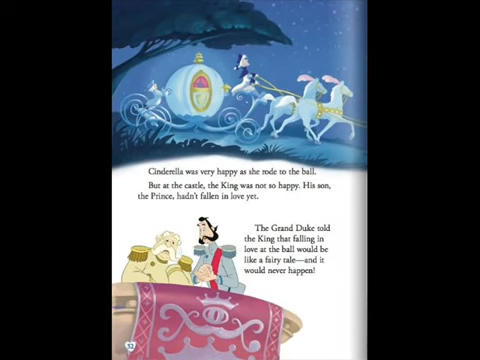 Cinderella was very happy as she rode to the ball.
But at the castle, the King was not so happy. His son,
the Prince, hadn't fallen in love yet.
The Grand Duke told
the King that falling in
love at the ball would be
like a fairy tale—and it
would never happen!
32